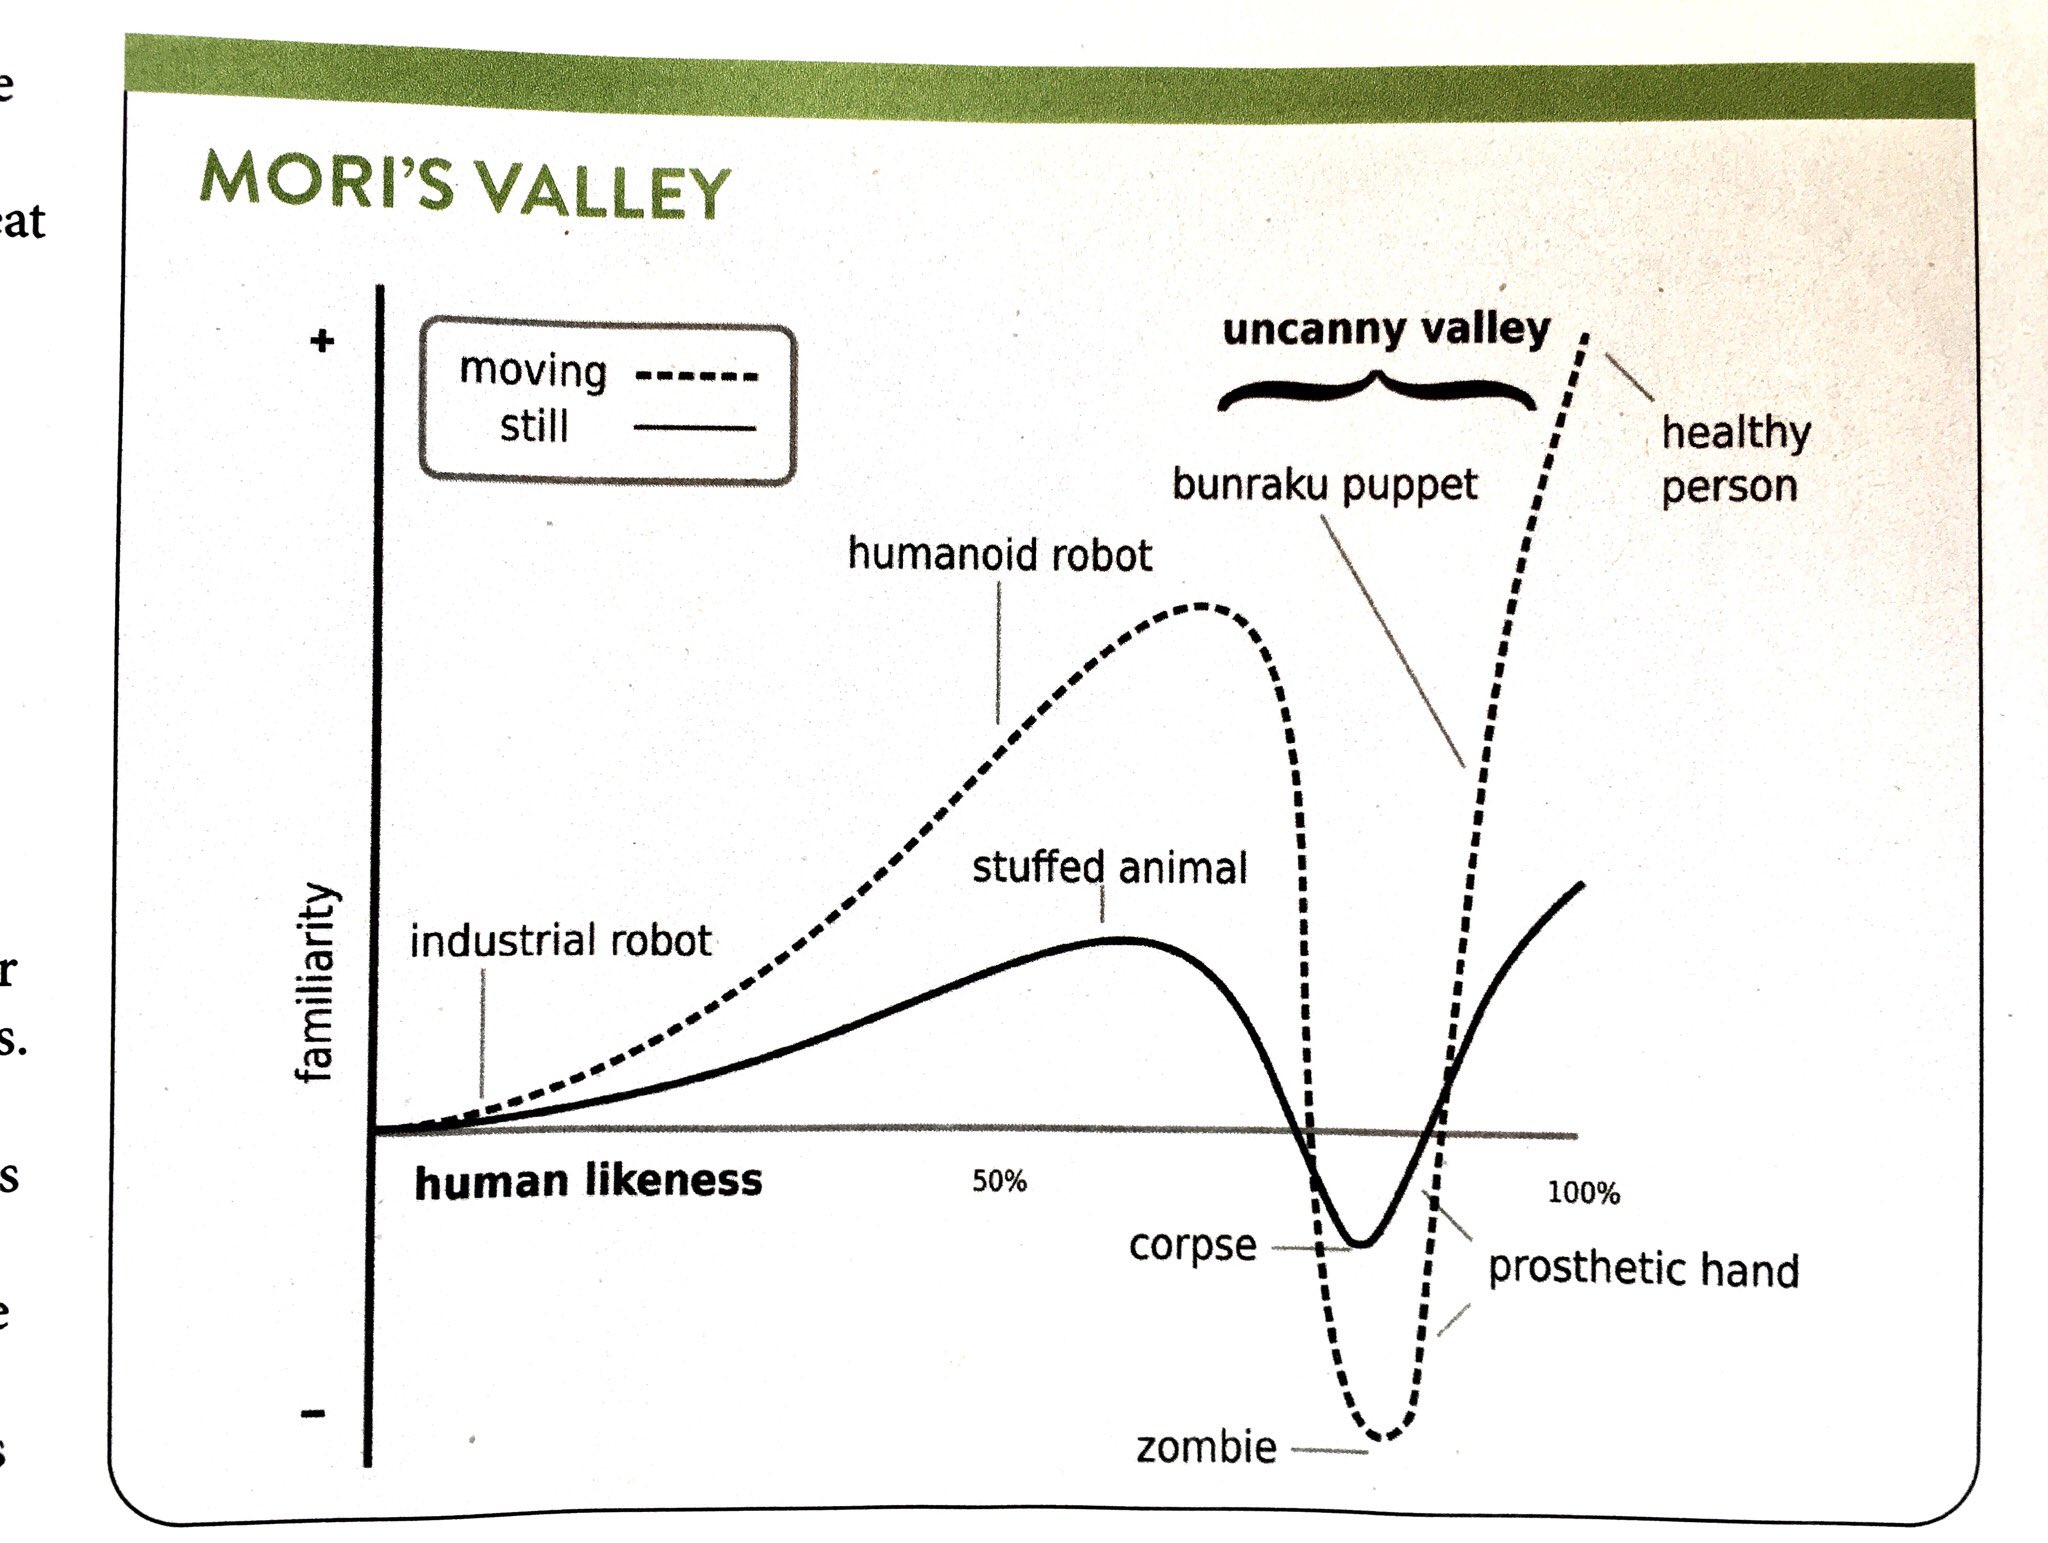 e
eat
r
s.
s
e
s
MORI'S VALLEY
+
moving
still
uncanny valley
healthy
person
bunraku puppet
humanoid robot
stuffed animal
industrial robot
familiarity
human likeness
50%
100%
corpse
prosthetic hand
–
zombie